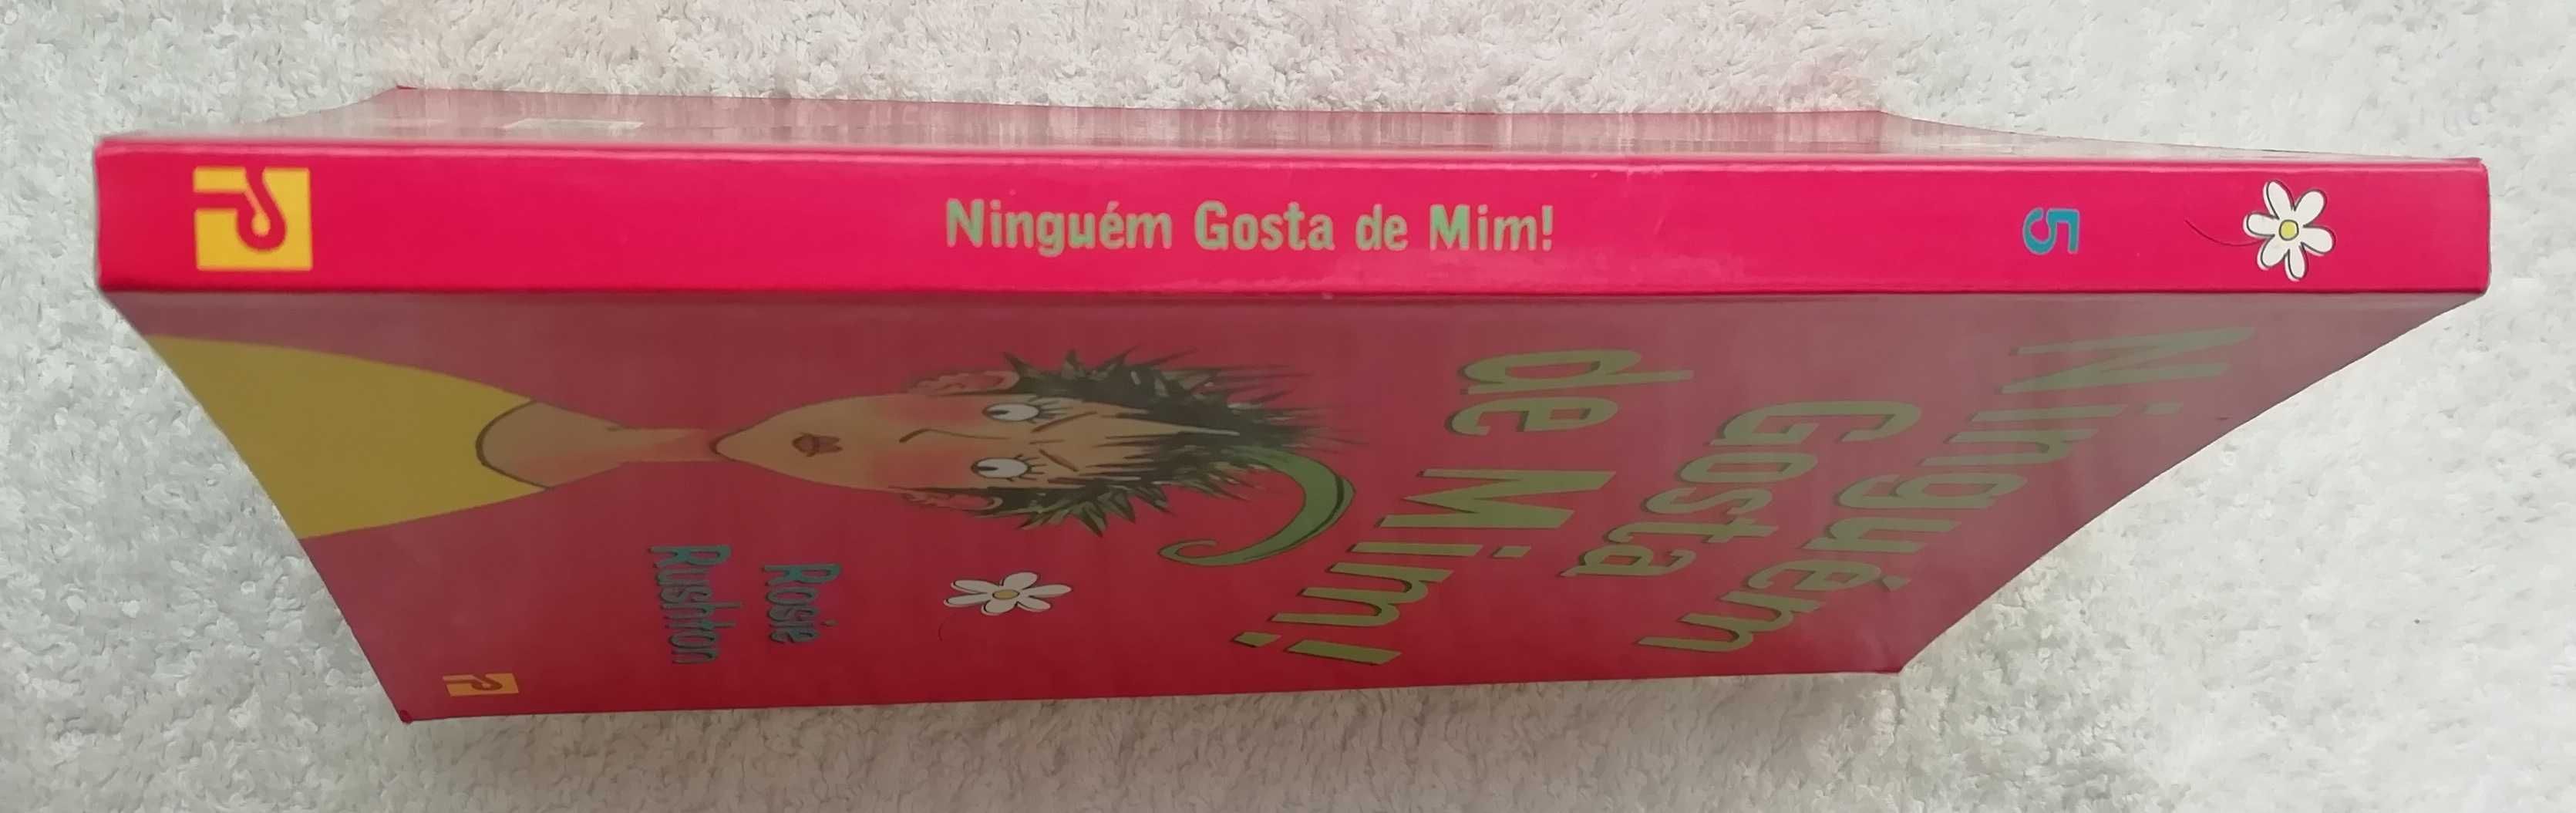 Ninguém Gosta de Mim!
5
Ninguém
Gosta
de Mim!
Rosie
Rushton